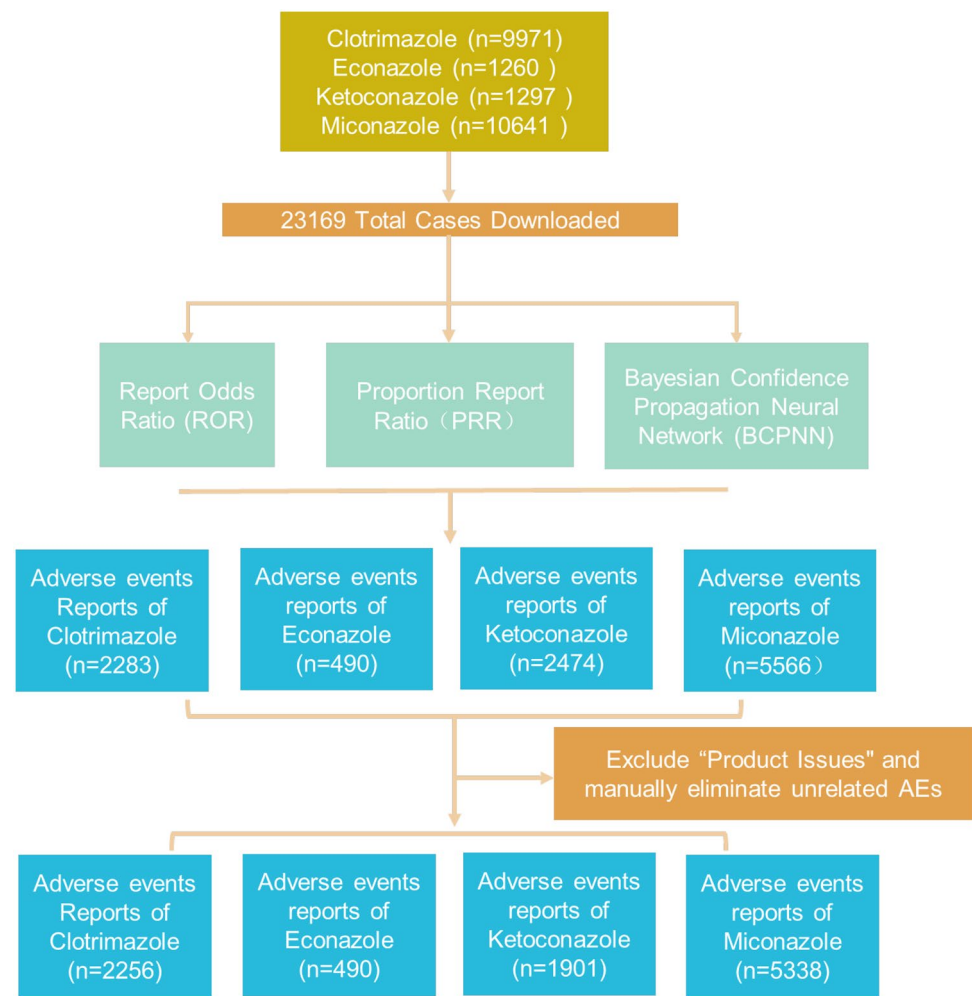 Clotrimazole (n=9971)
Econazole (n=1260 )
Ketoconazole (n=1297 )
Miconazole (n=10641 )
23169 Total Cases Downloaded
Report Odds
Ratio (ROR)
Proportion Report
Ratio（PRR）
Bayesian Confidence
Propagation Neural
Network (BCPNN)
Adverse events
Reports of
Clotrimazole
(n=2283)
Adverse events
reports of
Econazole
(n=490)
Adverse events
reports of
Ketoconazole
(n=2474)
Adverse events
reports of
Miconazole
(n=5566）
Exclude “Product Issues" and
manually eliminate unrelated AEs
Adverse events
Reports of
Clotrimazole
(n=2256)
Adverse events
reports of
Econazole
(n=490)
Adverse events
reports of
Ketoconazole
(n=1901)
Adverse events
reports of
Miconazole
(n=5338)